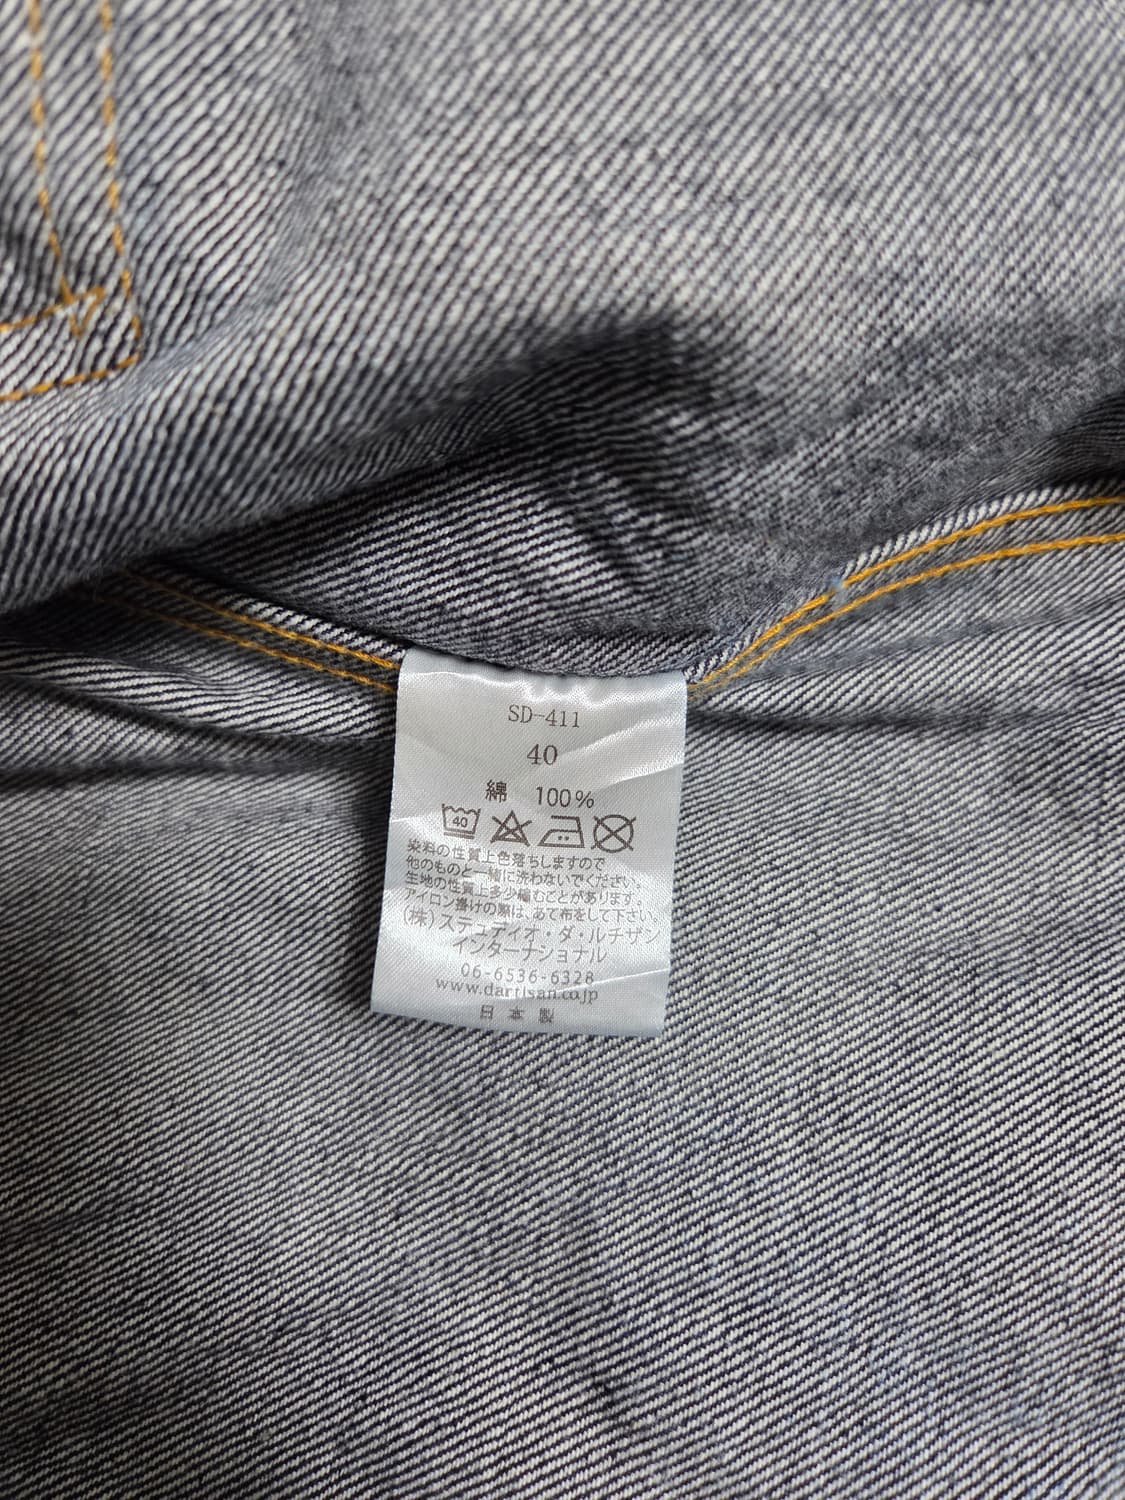 SD-411
40
綿 100%
40
染料の性質上色落ちしますので
他のものと一緒に洗わないでください。
生地の性質上多少縮むことがあります。
アイロン掛けの際は、あて布をして下さい。
(株)ステュディオ・ダ・ルチザン
インターナショナル
06-6536-6328
www.dartisan.co.jp
日本製